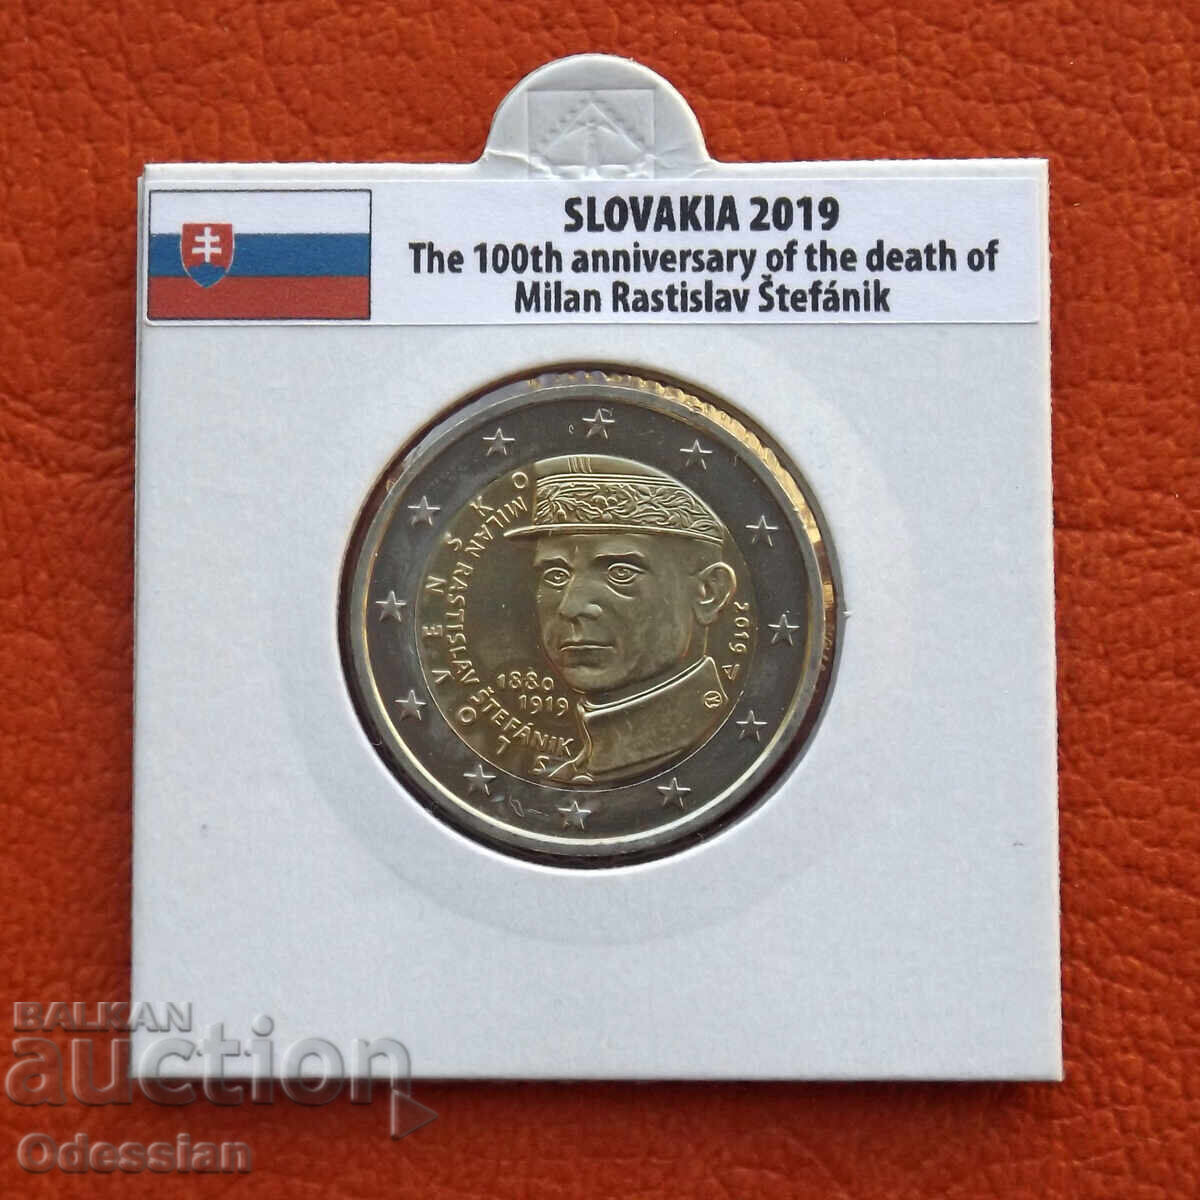 SLOVAKIA 2019
The 100th anniversary of the death of
Milan Rastislav Štefánik
SLOVENSKO
MILAN RASTISLAV ŠTEFÁNIK
1880
1919
2019
BALKAN
auction
Odessian